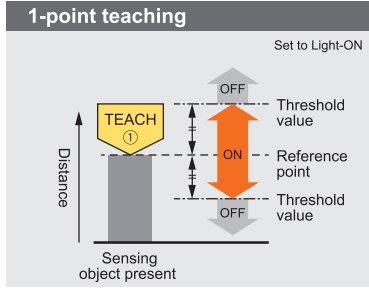 1-point teaching
Set to Light-ON
OFF
TEACH
①
Threshold
value
Distance
ON
Reference
point
Threshold
value
OFF
Sensing
object present